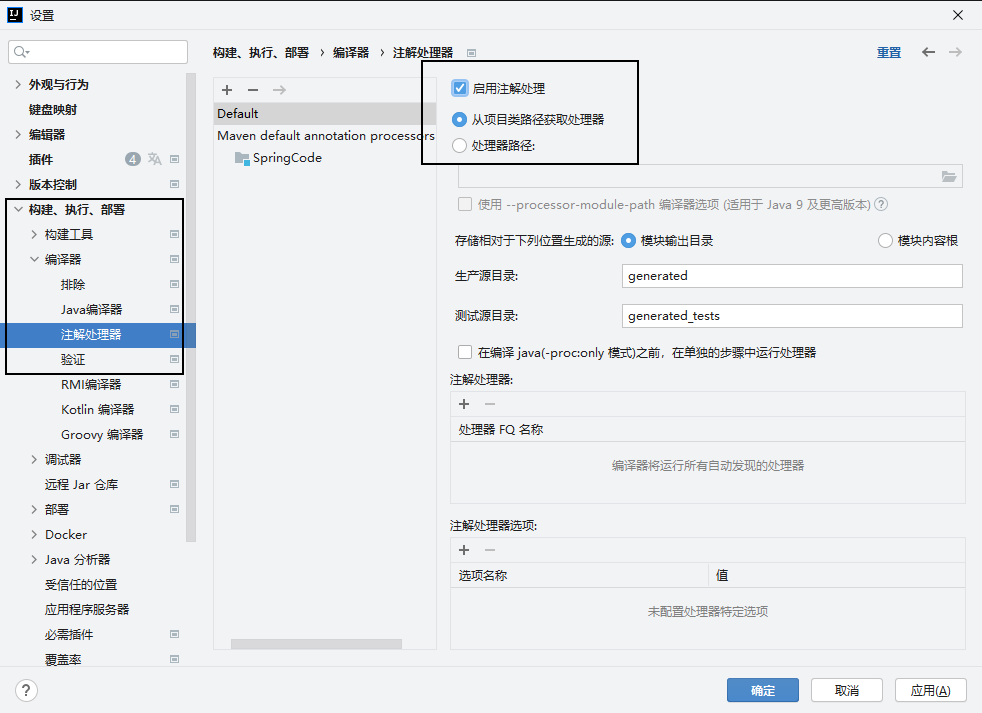 设置
构建、执行、部署 › 编译器 › 注解处理器
重置
外观与行为
键盘映射
编辑器
插件 4
版本控制
构建、执行、部署
构建工具
编译器
排除
Java编译器
注解处理器
验证
RMI编译器
Kotlin 编译器
Groovy 编译器
调试器
远程 Jar 仓库
部署
Docker
Java 分析器
受信任的位置
应用程序服务器
必需插件
覆盖率
Default
Maven default annotation processors
SpringCode
启用注解处理
从项目类路径获取处理器
处理器路径:
使用 --processor-module-path 编译器选项 (适用于 Java 9 及更高版本) ?
存储相对于下列位置生成的源: 模块输出目录 模块内容根
生产源目录: generated
测试源目录: generated_tests
在编译 java(-proc:only 模式)之前，在单独的步骤中运行处理器
注解处理器:
处理器 FQ 名称
编译器将运行所有自动发现的处理器
注解处理器选项:
选项名称 值
未配置处理器特定选项
? 确定 取消 应用(A)